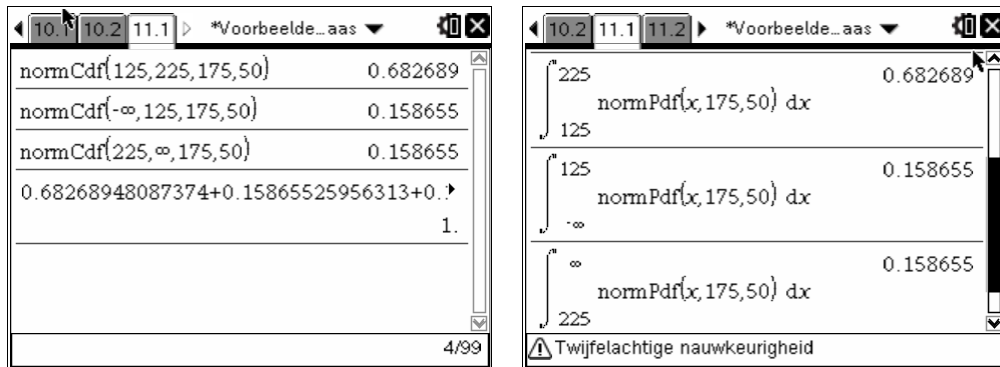 10.1 10.2 11.1 *Voorbeelde…aas
normCdf(125,225,175,50) 0.682689
normCdf(-∞,125,175,50) 0.158655
normCdf(225,∞,175,50) 0.158655
0.68268948087374+0.15865525956313+0.
1.
4/99
10.2 11.1 11.2 *Voorbeelde…aas
225
∫ normPdf(x,175,50) dx 0.682689
125
125
∫ normPdf(x,175,50) dx 0.158655
-∞
∞
∫ normPdf(x,175,50) dx 0.158655
225
Twijfelachtige nauwkeurigheid